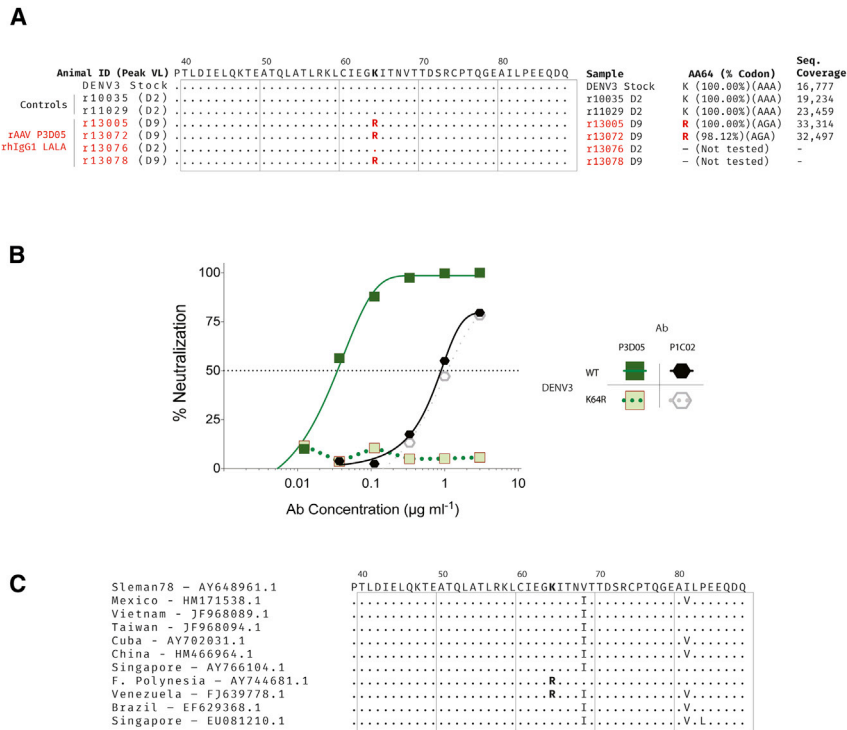 A
40 50 60 70 80
Animal ID (Peak VL) PTLDIELQKTEATQLATLRKLCIEGKITNVTTDSRCPTQGEAILPEEQDQ Sample AA64 (% Codon) Seq. Coverage
DENV3 Stock .................................................. DENV3 Stock K (100.00%)(AAA) 16,777
Controls
r10035 (D2) .................................................. r10035 D2 K (100.00%)(AAA) 19,234
r11029 (D2) .................................................. r11029 D2 K (100.00%)(AAA) 23,459
rAAV P3D05
rhIgG1 LALA
r13005 (D9) .........................R........................ r13005 D9 R (100.00%)(AGA) 33,314
r13072 (D9) .........................R........................ r13072 D9 R (98.12%)(AGA) 32,497
r13076 (D2) .................................................. r13076 D2 – (Not tested) -
r13078 (D9) .........................R........................ r13078 D9 – (Not tested) -
B
% Neutralization
100
75
50
25
0
0.01 0.1 1 10
Ab Concentration (µg ml-1)
Ab
P3D05 P1C02
DENV3
WT
K64R
C
40 50 60 70 80
Sleman78 – AY648961.1 PTLDIELQKTEATQLATLRKLCIEGKITNVTTDSRCPTQGEAILPEEQDQ
Mexico - HM171538.1 .............................I............V.......
Vietnam - JF968089.1 .............................I....................
Taiwan - JF968094.1 .............................I....................
Cuba - AY702031.1 .............................I............V.......
China - HM466964.1 .............................I............V.......
Singapore - AY766104.1 .............................I....................
F. Polynesia - AY744681.1 .........................R........................
Venezuela - FJ639778.1 .........................R...I............V.......
Brazil - EF629368.1 .............................I............V.......
Singapore - EU081210.1 .............................I............V.L.....